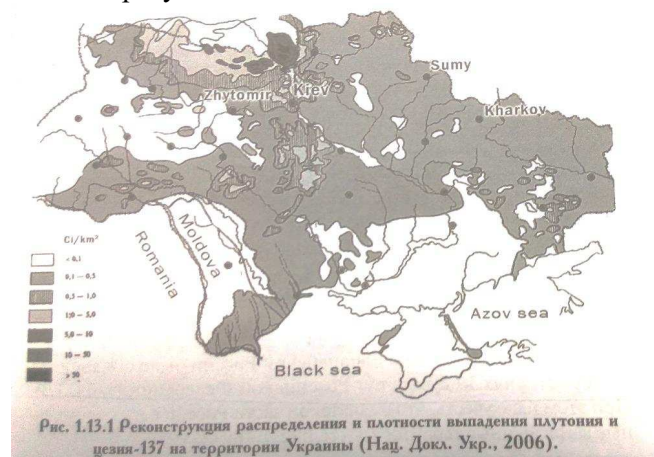 Sumy
Zhytomir
Kiev
Kharkov
Moldova
Romania
Azov sea
Black sea
Ci/km²
< 0,1
0,1 – 0,5
0,5 – 1,0
1,0 – 5,0
5,0 – 10
10 – 20
> 20
Рис. 1.13.1 Реконструкция распределения и плотности выпадения плутония и
цезия-137 на территории Украины (Нац. Докл. Укр., 2006).